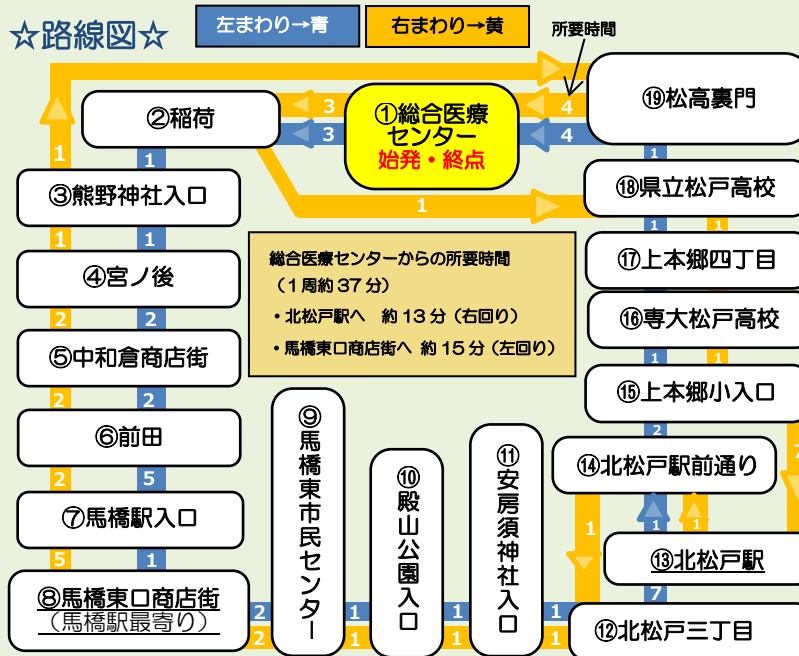 ☆路線図☆
左まわり→青
右まわり→黄
所要時間
①総合医療
センター
始発・終点
3
3
4
4
②稲荷
⑲松高裏門
1
1
1
1
③熊野神社入口
⑱県立松戸高校
1
1
1
1
④宮ノ後
⑰上本郷四丁目
総合医療センターからの所要時間
（1周約37分）
・北松戸駅へ 約13分（右回り）
・馬橋東口商店街へ 約15分（左回り）
2
2
⑤中和倉商店街
⑯専大松戸高校
1
1
2
2
⑥前田
⑮上本郷小入口
2
7
2
5
⑦馬橋駅入口
⑭北松戸駅前通り
1
1
1
5
1
⑬北松戸駅
7
⑧馬橋東口商店街
（馬橋駅最寄り）
2
2
⑨馬橋東市民センター
1
1
⑩殿山公園入口
1
1
⑪安房須神社入口
1
1
⑫北松戸三丁目